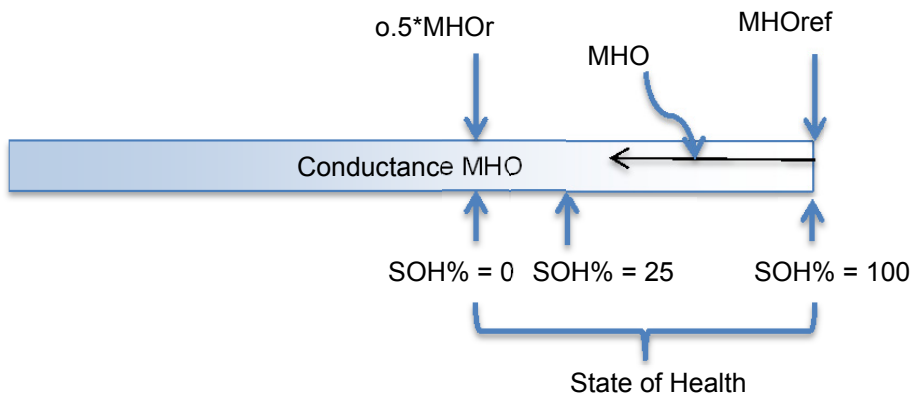 o.5*MHOr
MHOref
MHO
Conductance MHO
SOH% = 0
SOH% = 25
SOH% = 100
State of Health